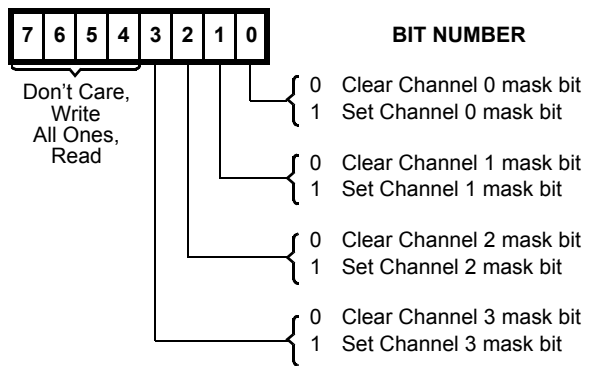 7 6 5 4 3 2 1 0 BIT NUMBER
Don't Care,
Write
All Ones,
Read
0 Clear Channel 0 mask bit
1 Set Channel 0 mask bit
0 Clear Channel 1 mask bit
1 Set Channel 1 mask bit
0 Clear Channel 2 mask bit
1 Set Channel 2 mask bit
0 Clear Channel 3 mask bit
1 Set Channel 3 mask bit